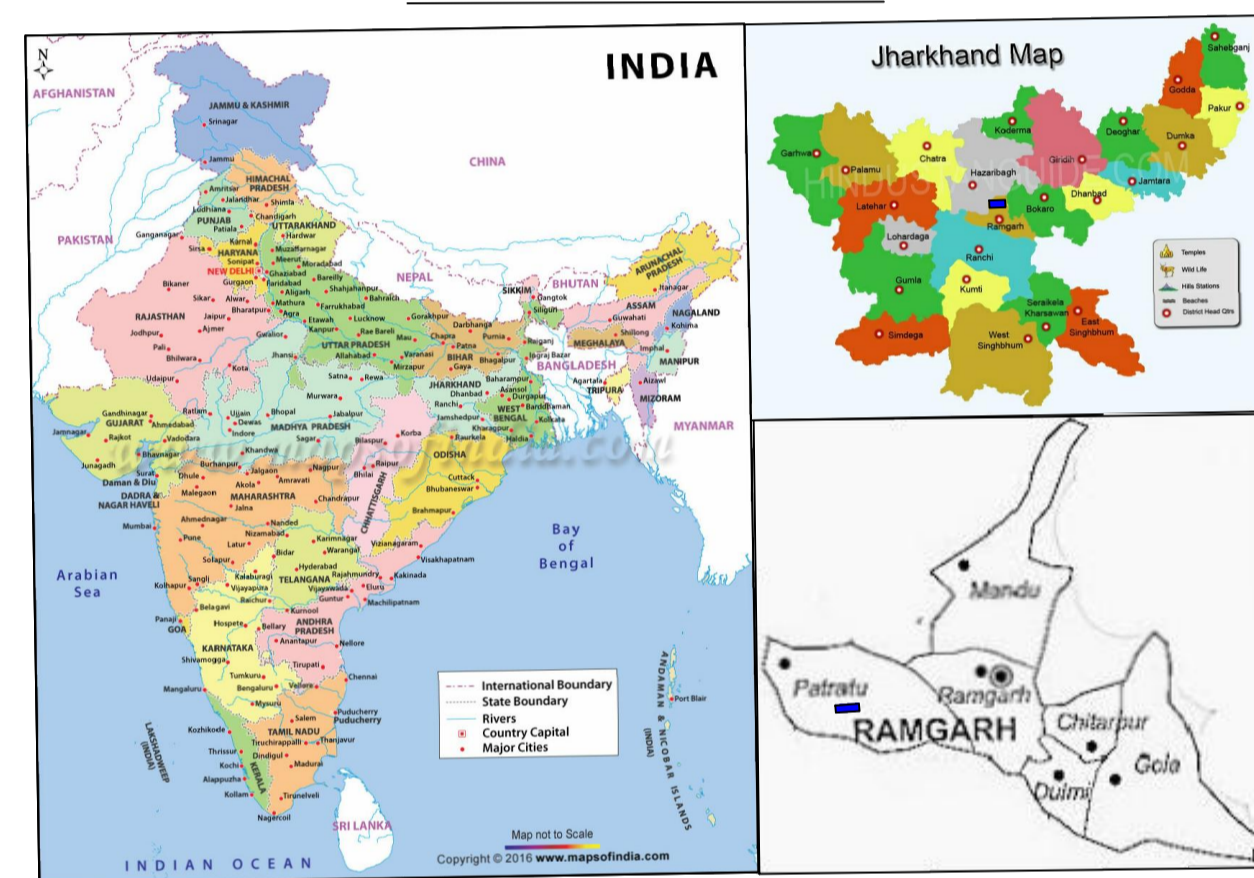 N
INDIA
AFGHANISTAN
JAMMU & KASHMIR
Srinagar
CHINA
Jammu
HIMACHAL
PRADESH
Amritsar
Jalandhar
Shimla
Ludhiana
Chandigarh
PUNJAB
UTTARAKHAND
Patiala
Hardwar
PAKISTAN
Ganganagar
Karnal
Sirsa
HARYANA
Muzaffarnagar
Sonipat
Meerut
Moradabad
NEW DELHI
Ghaziabad
Bareilly
NEPAL
ARUNACHAL
PRADESH
Gurgaon
Faridabad
Bikaner
Aligarh
Shahjahanpur
SIKKIM
BHUTAN
Itanagar
Sikar
Alwar
Mathura
Farrukhabad
Bahraich
Gangtok
ASSAM
Bharatpur
Agra
Gorakhpur
Siliguri
NAGALAND
RAJASTHAN
Jaipur
Etawah
Lucknow
Darbhanga
Guwahati
Kohima
Jodhpur
Ajmer
Gwalior
Kanpur
Rae Bareli
Mau
Chapra
Purnia
Shillong
Pali
UTTAR PRADESH
Patna
Raiganj
MEGHALAYA
Imphal
Bhilwara
Jhansi
Allahabad
Varanasi
BIHAR
Bhagalpur
Ingraj Bazar
MANIPUR
Kota
Mirzapur
Gaya
BANGLADESH
Udaipur
Satna
Rewa
JHARKHAND
Baharampur
Agartala
Aizawl
Dhanbad
Asansol
TRIPURA
Murwara
Durgapur
MIZORAM
Gandhinagar
Ratlam
Ujjain
Bhopal
Jabalpur
Ranchi
WEST
BENGAL
Barddhaman
GUJARAT
Ahmedabad
Dewas
MADHYA PRADESH
Jamshedpur
Kolkata
MYANMAR
Jamnagar
Indore
Kharagpur
Rajkot
Vadodara
Sagar
Bilaspur
Korba
Raurkela
Haldia
Bhavnagar
Khandwa
ODISHA
Junagadh
Burhanpur
Nagpur
Raipur
Surat
Dhule
Jalgaon
Bhilai
Daman & Diu
Akola
Amravati
Cuttack
DADRA &
NAGAR HAVELI
Malegaon
MAHARASHTRA
Chandrapur
CHHATTISGARH
Bhubaneswar
Jalna
Mumbai
Ahmednagar
Nanded
Brahmapur
Pune
Nizamabad
Karimnagar
Latur
Vizianagaram
Bay
of
Bengal
Bidar
Warangal
Solapur
Hyderabad
Visakhapatnam
Arabian
Sea
Kalaburagi
TELANGANA
Rajahmundry
Kakinada
Kolhapur
Sangli
Vijayapura
Vijayawada
Eluru
Raichur
Guntur
Machilipatnam
Belagavi
Kurnool
Panaji
GOA
Hospete
Bellary
ANDHRA
PRADESH
KARNATAKA
Anantapur
Nellore
Shivamogga
Tirupati
Tumkuru
Chennai
Mangaluru
Bengaluru
Vellore
Mysuru
Puducherry
Puducherry
Salem
Kozhikode
TAMIL NADU
Tiruchirappalli
Thanjavur
Thrissur
Dindigul
Kochi
Madurai
KERALA
Alappuzha
Kollam
Tirunelveli
Nagercoil
LAKSHADWEEP
(INDIA)
SRI LANKA
ANDAMAN & NICOBAR ISLANDS
(INDIA)
Port Blair
International Boundary
State Boundary
Rivers
Country Capital
Major Cities
Map not to Scale
Copyright © 2016 www.mapsofindia.com
INDIAN OCEAN
www.mapsofindia.com
Jharkhand Map
Sahebganj
Godda
Pakur
Koderma
Deoghar
Dumka
Garhwa
Chatra
Giridih
Palamu
Hazaribagh
Jamtara
Dhanbad
Latehar
Bokaro
Ramgarh
Lohardaga
Ranchi
Gumla
Kumti
Seraikela
Kharsawan
East
Singhbhum
Simdega
West
Singhbhum
Temples
Wild Life
Hills Stations
Beaches
District Head Qtrs
Mandu
Patratu
Ramgarh
RAMGARH
Chitarpur
Gola
Dulmi